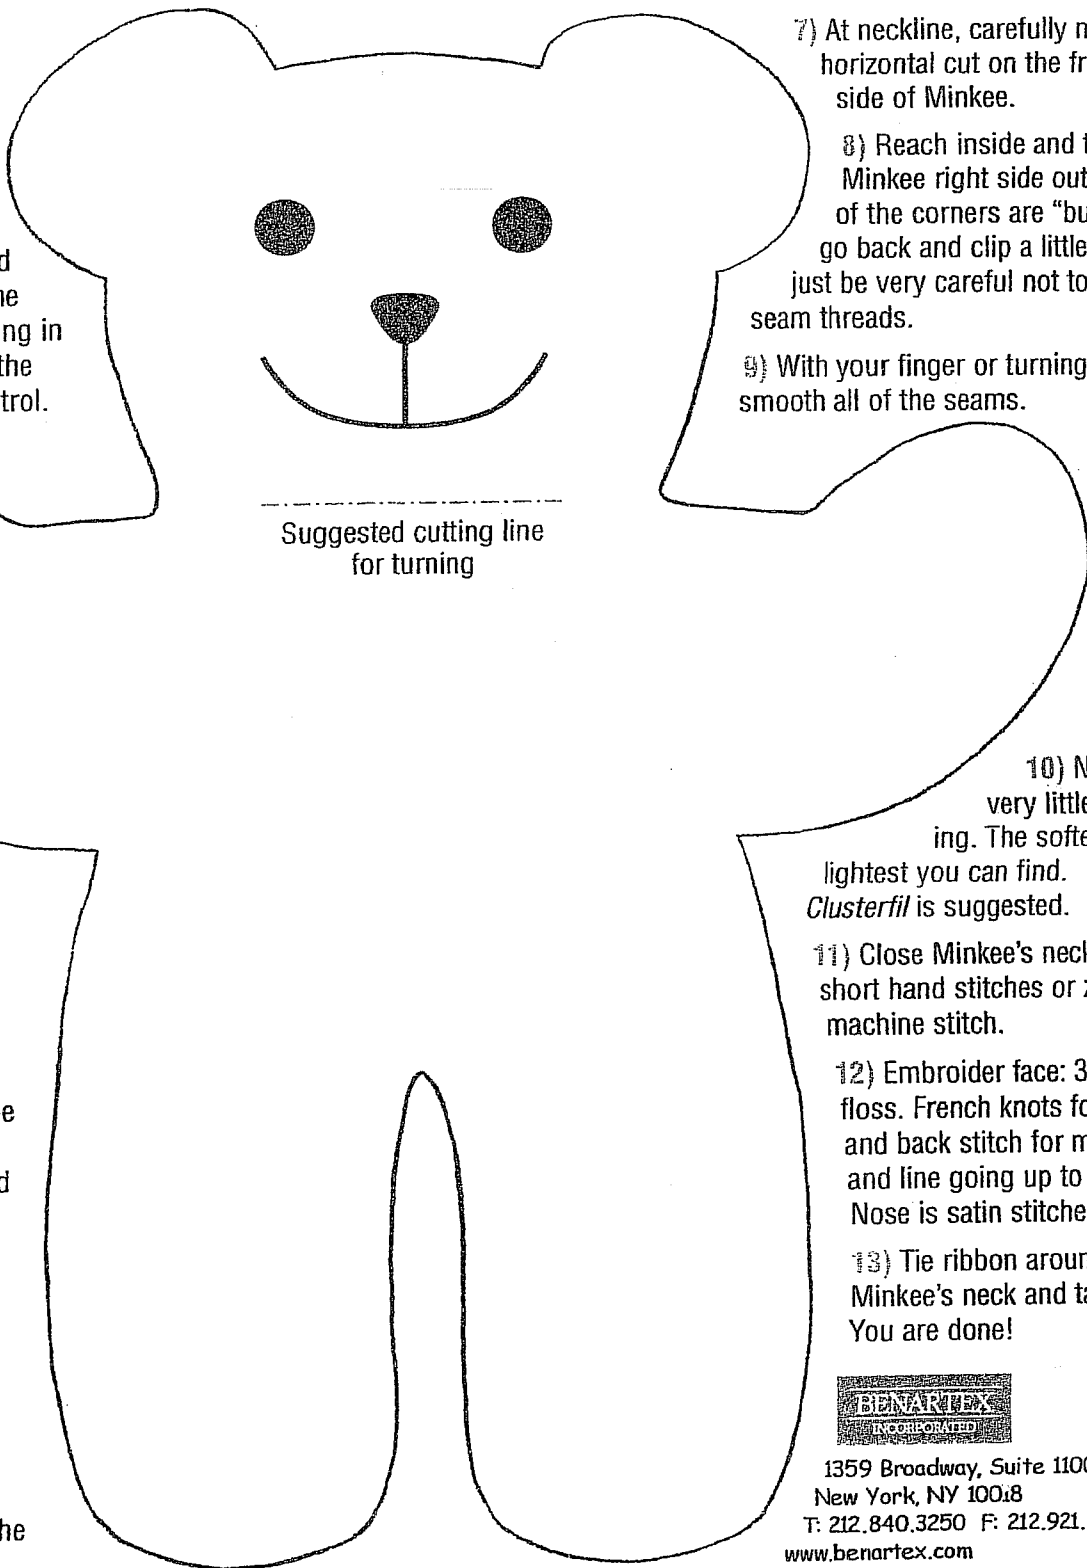 d
ne
ng in
the
trol.
e
d
he
Suggested cutting line
for turning
7) At neckline, carefully
horizontal cut on the fr
side of Minkee.
8) Reach inside and t
Minkee right side out
of the corners are “bu
go back and clip a little
just be very careful not to
seam threads.
9) With your finger or turning
smooth all of the seams.
10) N
very little
ing. The softe
lightest you can find.
Clusterfil is suggested.
11) Close Minkee’s neck
short hand stitches or
machine stitch.
12) Embroider face: 3
floss. French knots fo
and back stitch for m
and line going up to
Nose is satin stitche
13) Tie ribbon aroun
Minkee’s neck and ta
You are done!
BENARTEX
INCORPORATED
1359 Broadway, Suite 1100
New York, NY 10018
T: 212.840.3250 F: 212.921.
www.benartex.com